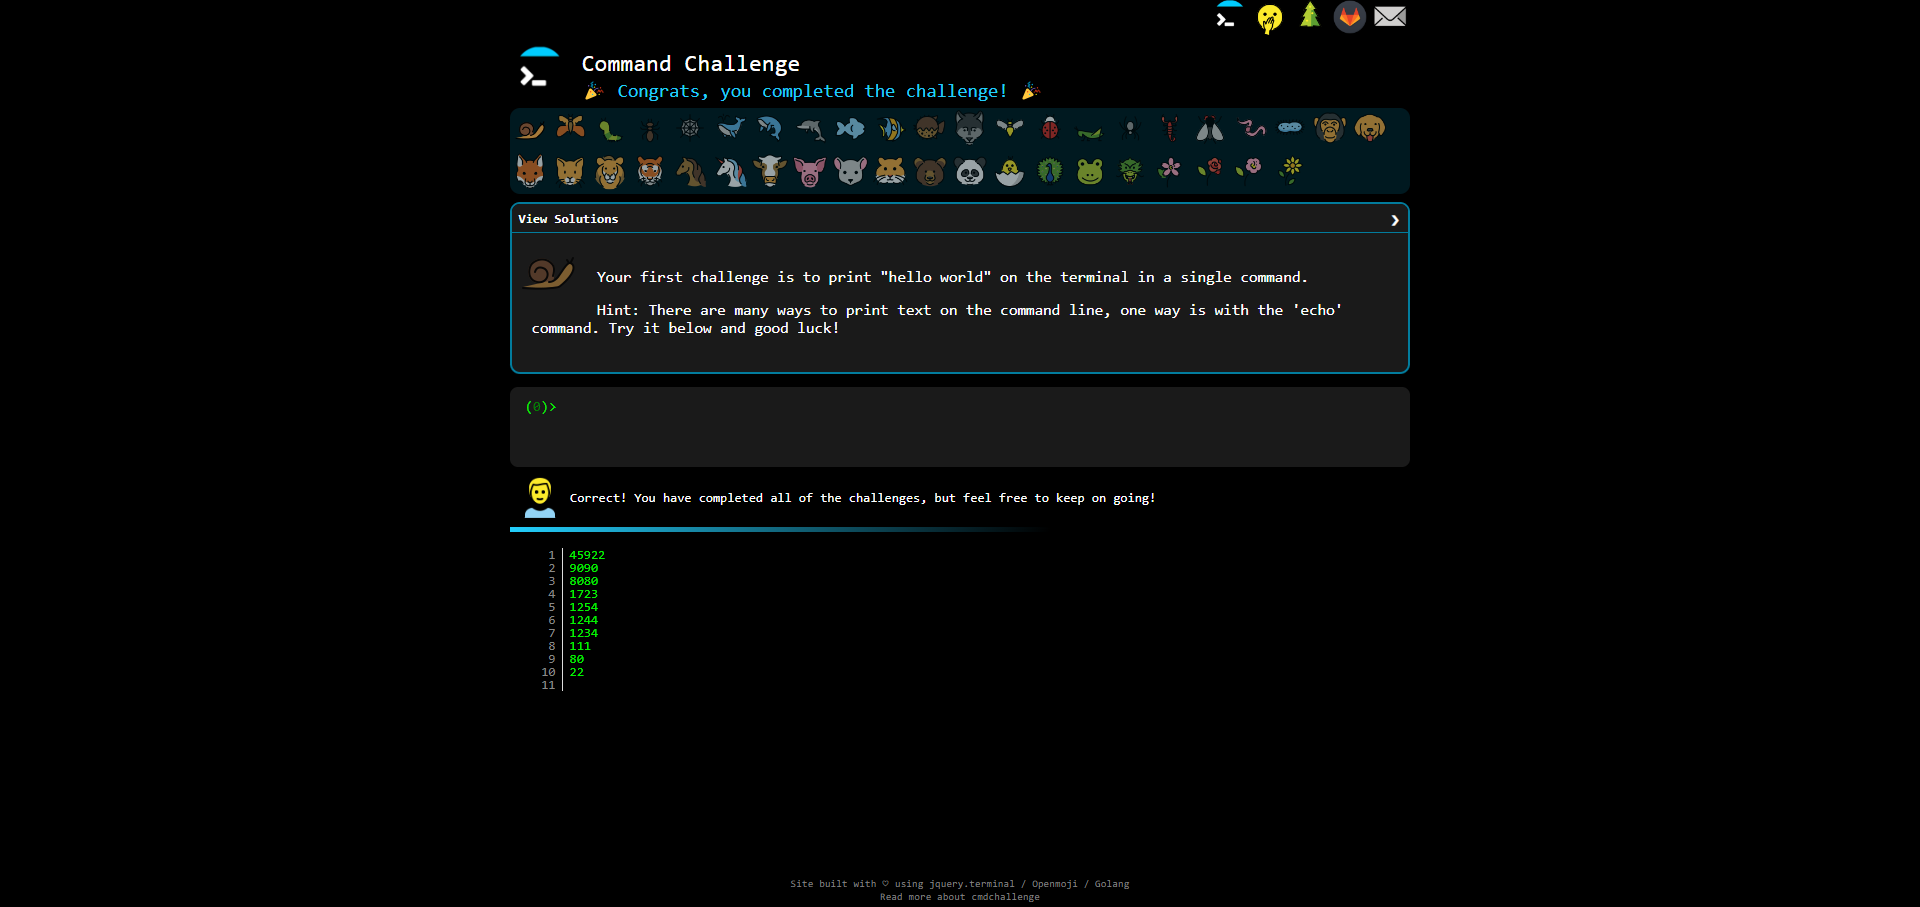 Command Challenge
🎉 Congrats, you completed the challenge! 🎉
View Solutions ❯
Your first challenge is to print "hello world" on the terminal in a single command.
Hint: There are many ways to print text on the command line, one way is with the 'echo'
command. Try it below and good luck!
(0)>
Correct! You have completed all of the challenges, but feel free to keep on going!
1 45922
2 9090
3 8080
4 1723
5 1254
6 1244
7 1234
8 111
9 80
10 22
11
Site built with ♡ using jquery.terminal / Openmoji / Golang
Read more about cmdchallenge